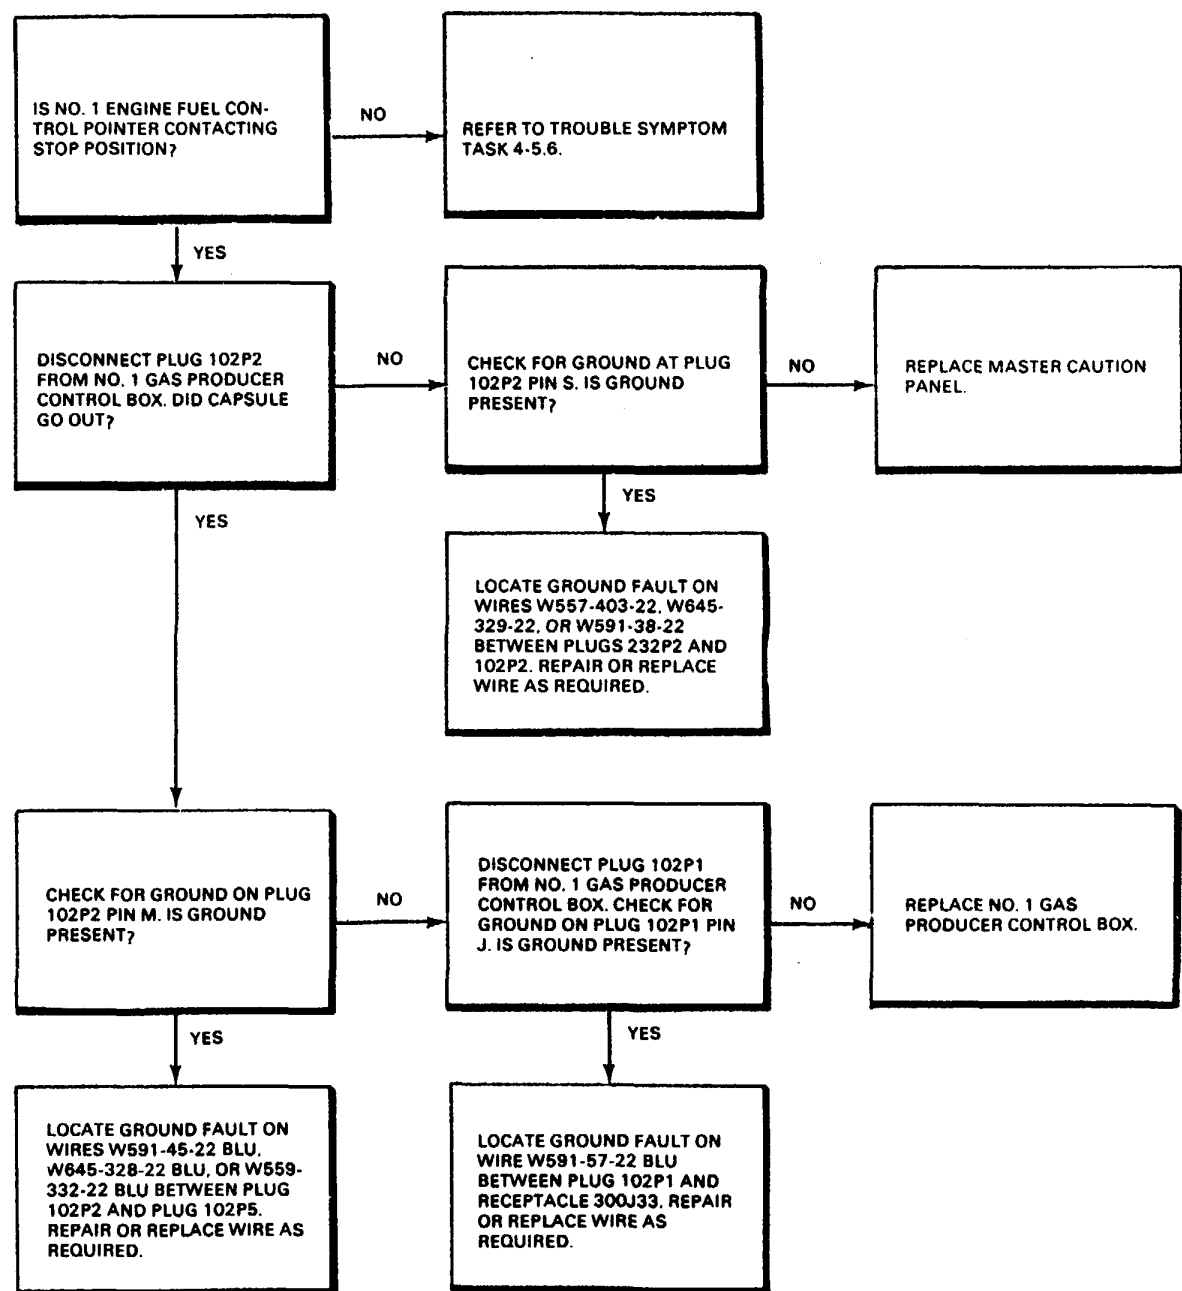 IS NO. 1 ENGINE FUEL CON-
TROL POINTER CONTACTING
STOP POSITION?
NO
REFER TO TROUBLE SYMPTOM
TASK 4-5.6.
YES
DISCONNECT PLUG 102P2
FROM NO. 1 GAS PRODUCER
CONTROL BOX. DID CAPSULE
GO OUT?
NO
CHECK FOR GROUND AT PLUG
102P2 PIN S. IS GROUND
PRESENT?
NO
REPLACE MASTER CAUTION
PANEL.
YES
YES
LOCATE GROUND FAULT ON
WIRES W557-403-22, W645-
329-22, OR W591-38-22
BETWEEN PLUGS 232P2 AND
102P2. REPAIR OR REPLACE
WIRE AS REQUIRED.
CHECK FOR GROUND ON PLUG
102P2 PIN M. IS GROUND
PRESENT?
NO
DISCONNECT PLUG 102P1
FROM NO. 1 GAS PRODUCER
CONTROL BOX. CHECK FOR
GROUND ON PLUG 102P1 PIN
J. IS GROUND PRESENT?
NO
REPLACE NO. 1 GAS
PRODUCER CONTROL BOX.
YES
YES
LOCATE GROUND FAULT ON
WIRES W591-45-22 BLU,
W645-328-22 BLU, OR W559-
332-22 BLU BETWEEN PLUG
102P2 AND PLUG 102P5.
REPAIR OR REPLACE WIRE AS
REQUIRED.
LOCATE GROUND FAULT ON
WIRE W591-57-22 BLU
BETWEEN PLUG 102P1 AND
RECEPTACLE 300J33. REPAIR
OR REPLACE WIRE AS
REQUIRED.